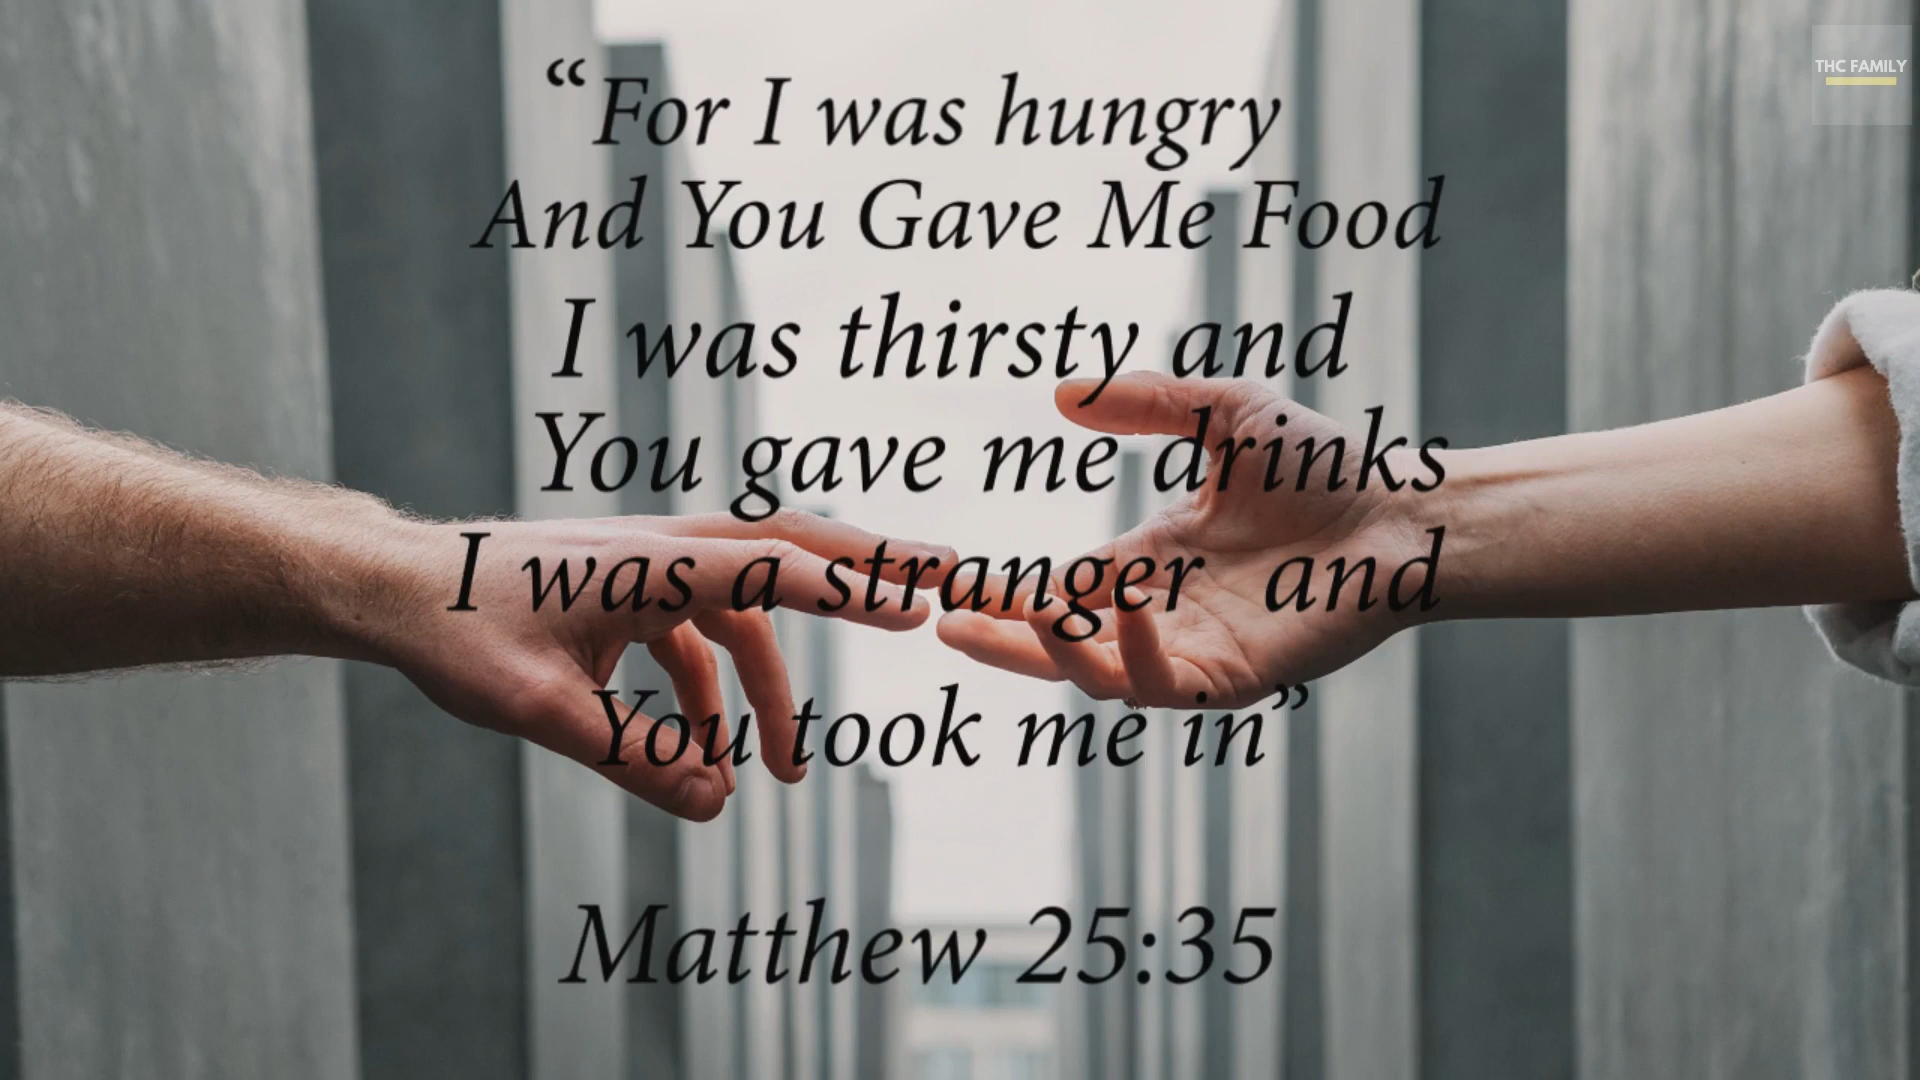 THC FAMILY
“For I was hungry
And You Gave Me Food
I was thirsty and
You gave me drinks
I was a stranger and
You took me in”
Matthew 25:35